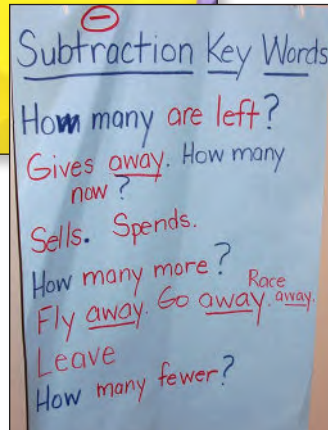 −
Subtraction Key Words
How many are left?
Gives away. How many
now?
Sells. Spends.
How many more?
Race
Fly away. Go away. away.
Leave
How many fewer?